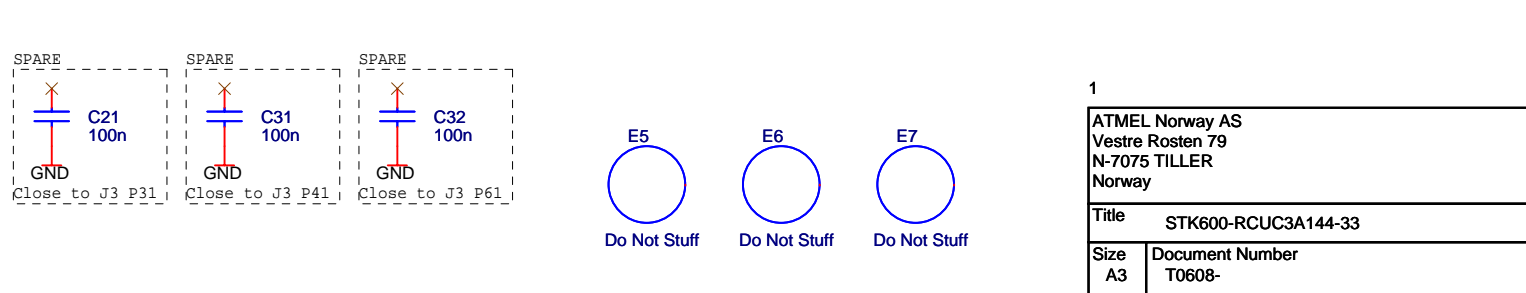 SPARE
C21
100n
GND
Close to J3 P31
SPARE
C31
100n
GND
Close to J3 P41
SPARE
C32
100n
GND
Close to J3 P61
E5
Do Not Stuff
E6
Do Not Stuff
E7
Do Not Stuff
1
ATMEL Norway AS
Vestre Rosten 79
N-7075 TILLER
Norway
Title
STK600-RCUC3A144-33
Size
A3
Document Number
T0608-